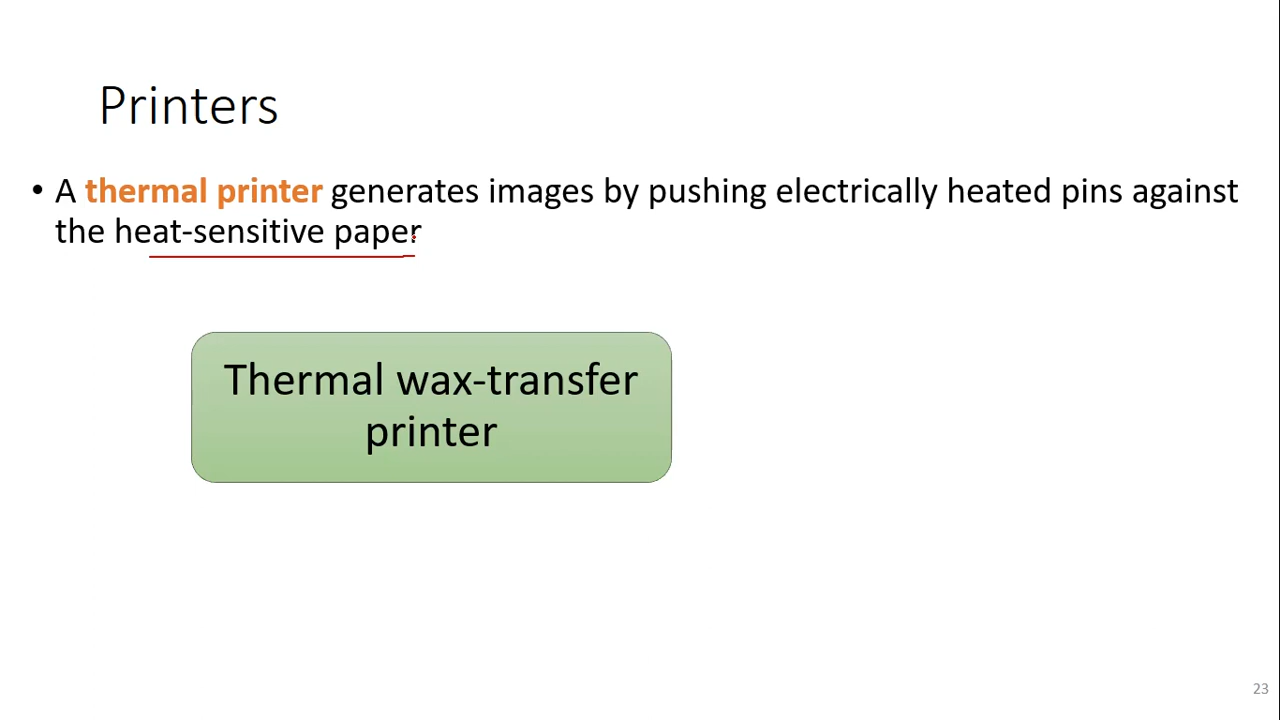 Printers
• A thermal printer generates images by pushing electrically heated pins against
the heat-sensitive paper
Thermal wax-transfer
printer
23